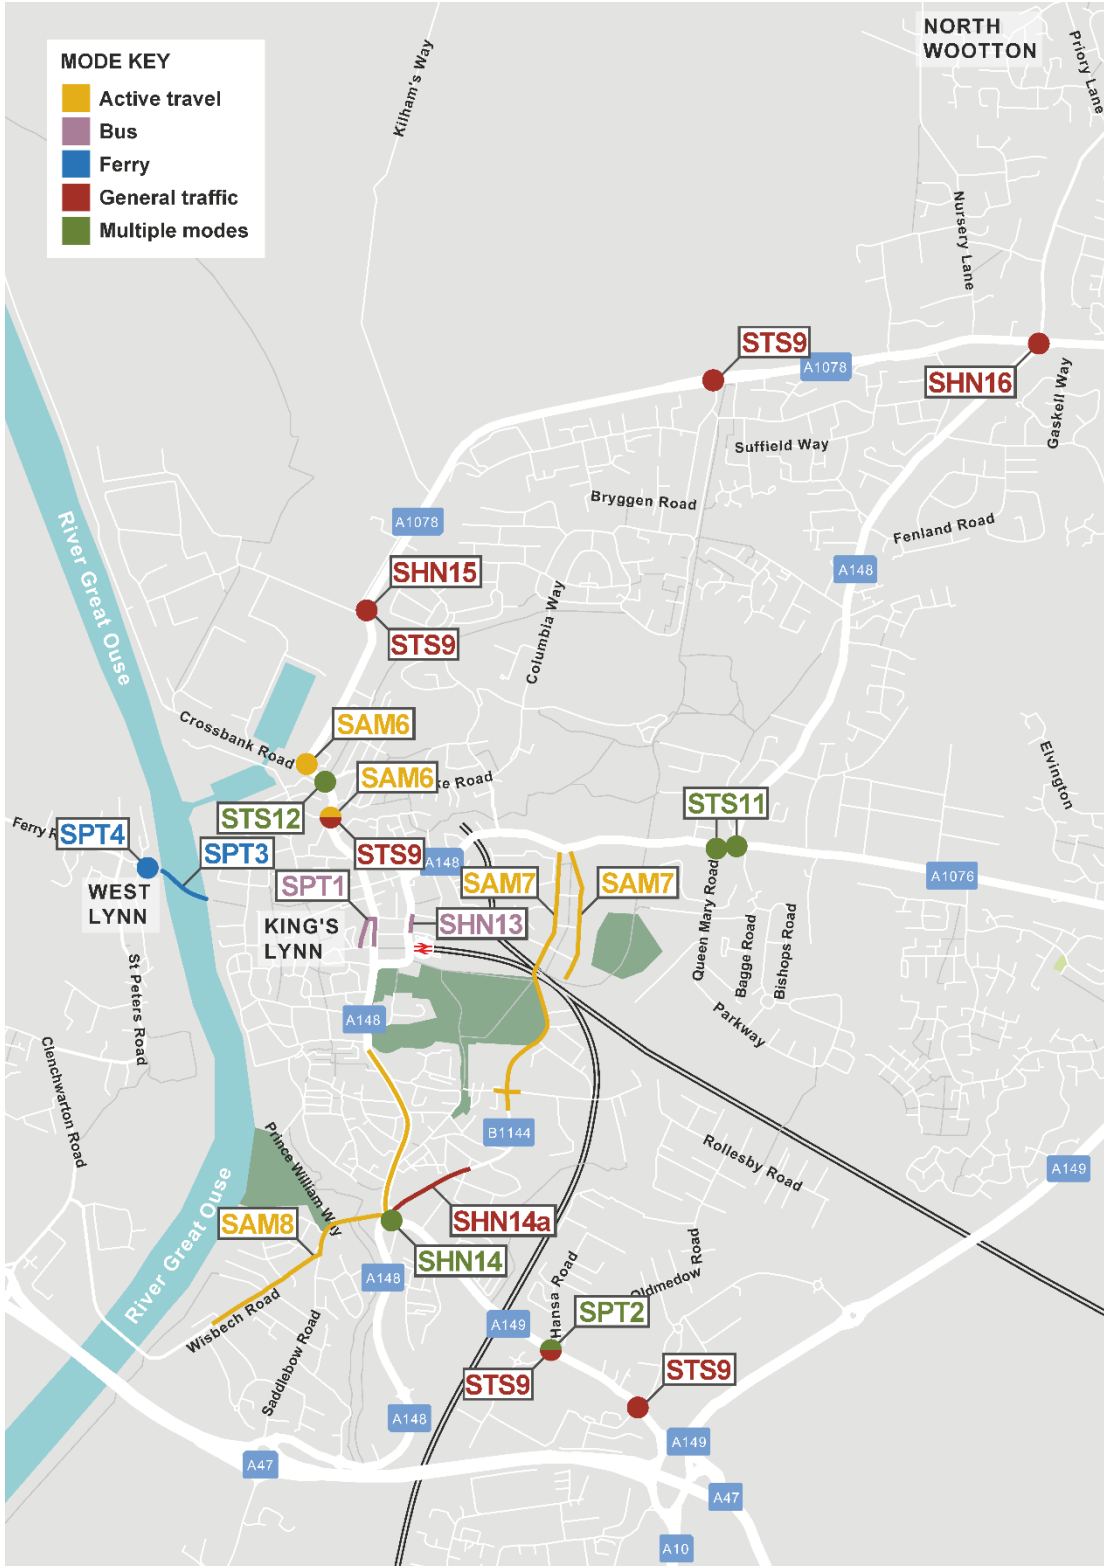 NORTH
WOOTTON
Priory Lane
Kilham's Way
MODE KEY
Active travel
Bus
Ferry
General traffic
Multiple modes
Nursery Lane
STS9
A1078
SHN16
Gaskell Way
Suffield Way
Bryggen Road
A1078
Fenland Road
A148
River Great Ouse
SHN15
STS9
Columbia Way
SAM6
Crossbank Road
SAM6
ke Road
Elvington
STS11
STS12
Ferry R
SPT4
SPT3
STS9
A148
SPT1
SAM7
SAM7
A1076
WEST
LYNN
KING'S
LYNN
SHN13
Queen Mary Road
Bagge Road
Bishops Road
St Peters Road
A148
Parkway
Clenchwarton Road
B1144
Prince William Way
Rollesby Road
A149
River Great Ouse
SAM8
SHN14a
SHN14
A148
Hansa Road
Oldmedow Road
Wisbech Road
A149
SPT2
Saddlebow Road
STS9
STS9
A148
A149
A47
A47
A10